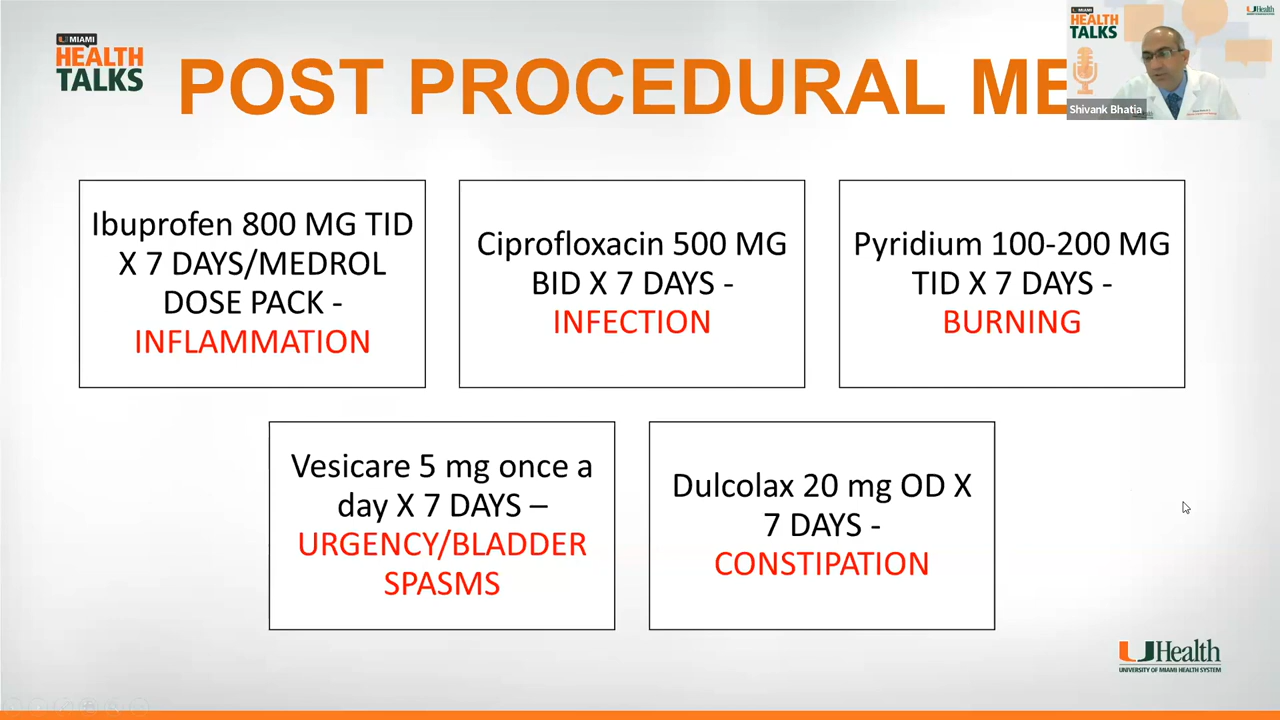 U MIAMI
HEALTH
TALKS
POST PROCEDURAL ME
HEALTH
TALKS
UHealth
Shivank Bhatia
Ibuprofen 800 MG TID
X 7 DAYS/MEDROL
DOSE PACK -
INFLAMMATION
Ciprofloxacin 500 MG
BID X 7 DAYS -
INFECTION
Pyridium 100-200 MG
TID X 7 DAYS -
BURNING
Vesicare 5 mg once a
day X 7 DAYS –
URGENCY/BLADDER
SPASMS
Dulcolax 20 mg OD X
7 DAYS -
CONSTIPATION
UHealth
UNIVERSITY OF MIAMI HEALTH SYSTEM